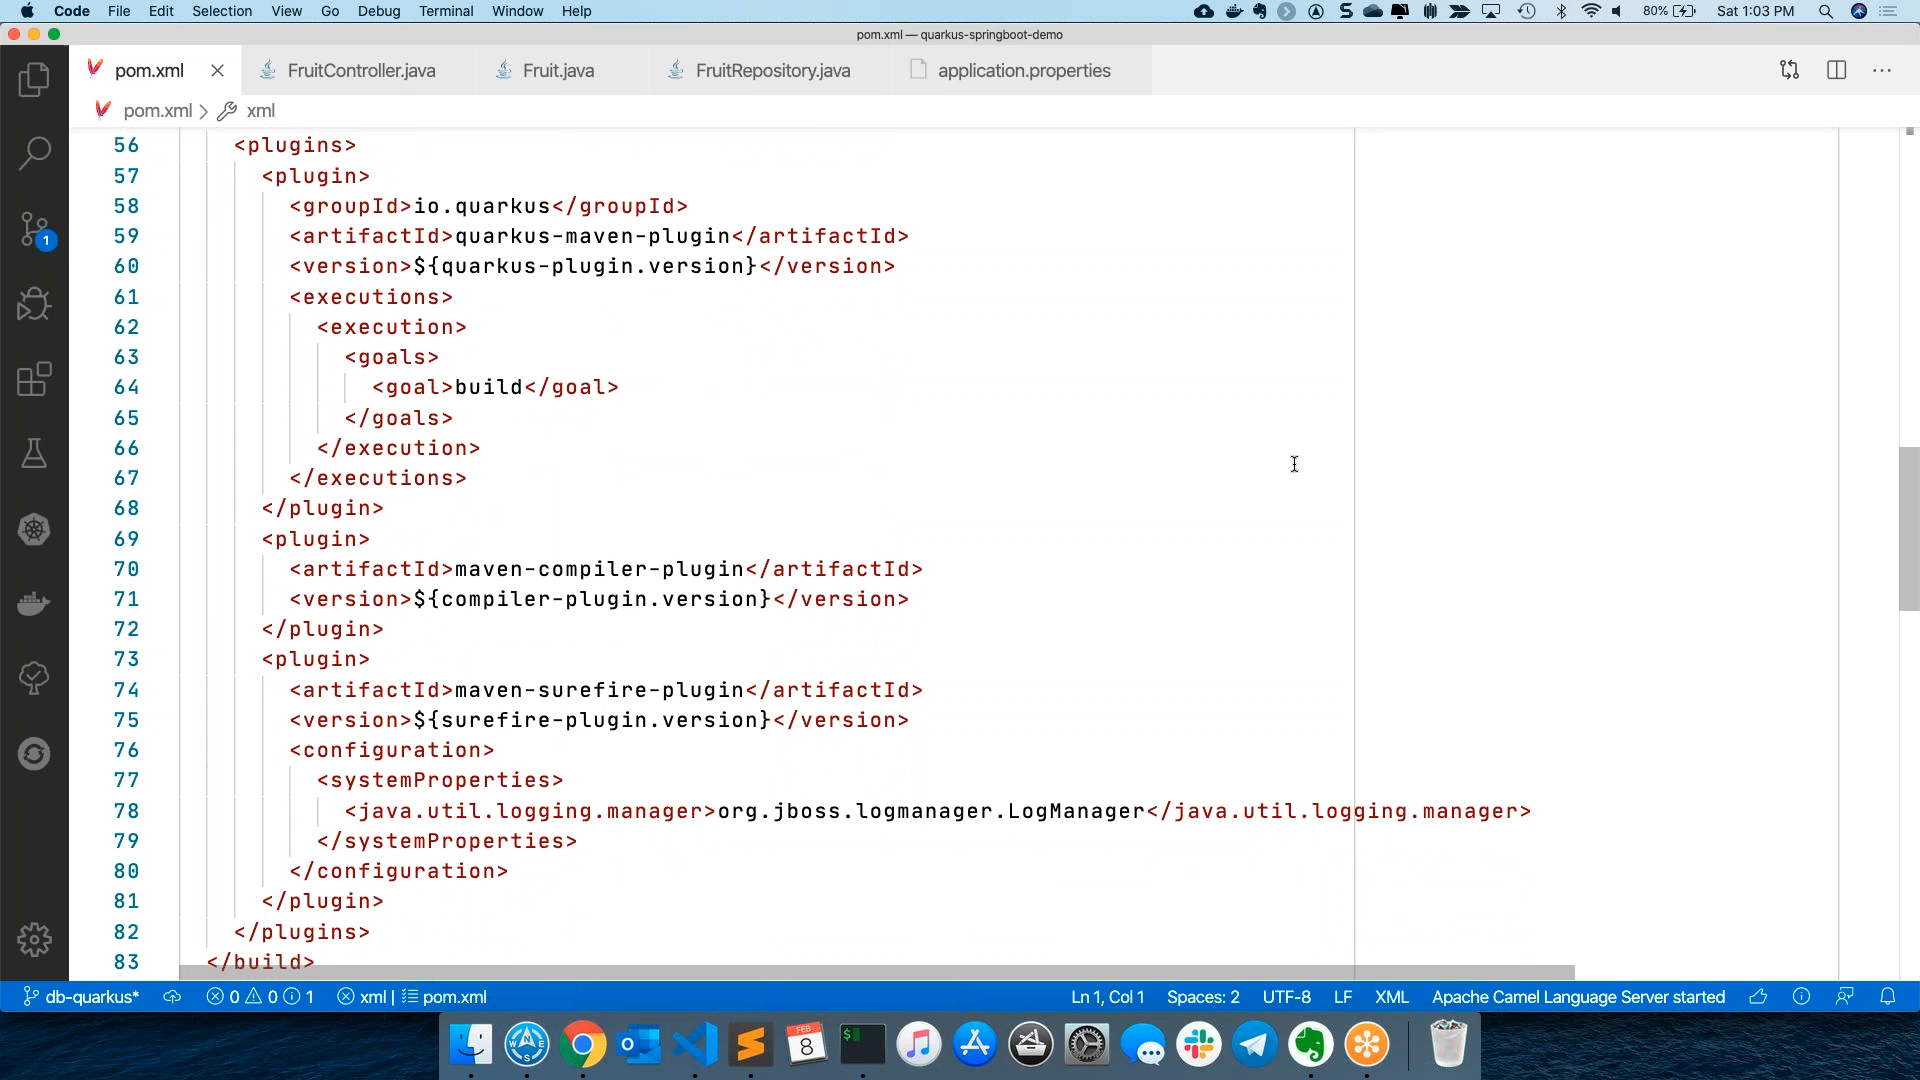 Code File Edit Selection View Go Debug Terminal Window Help 80% Sat 1:03 PM
pom.xml — quarkus-springboot-demo
pom.xml FruitController.java Fruit.java FruitRepository.java application.properties
pom.xml > xml
56 <plugins>
57 <plugin>
58 <groupId>io.quarkus</groupId>
59 <artifactId>quarkus-maven-plugin</artifactId>
60 <version>${quarkus-plugin.version}</version>
61 <executions>
62 <execution>
63 <goals>
64 <goal>build</goal>
65 </goals>
66 </execution>
67 </executions>
68 </plugin>
69 <plugin>
70 <artifactId>maven-compiler-plugin</artifactId>
71 <version>${compiler-plugin.version}</version>
72 </plugin>
73 <plugin>
74 <artifactId>maven-surefire-plugin</artifactId>
75 <version>${surefire-plugin.version}</version>
76 <configuration>
77 <systemProperties>
78 <java.util.logging.manager>org.jboss.logmanager.LogManager</java.util.logging.manager>
79 </systemProperties>
80 </configuration>
81 </plugin>
82 </plugins>
83 </build>
1
db-quarkus* 0 0 1 xml | pom.xml Ln 1, Col 1 Spaces: 2 UTF-8 LF XML Apache Camel Language Server started
FEB
8